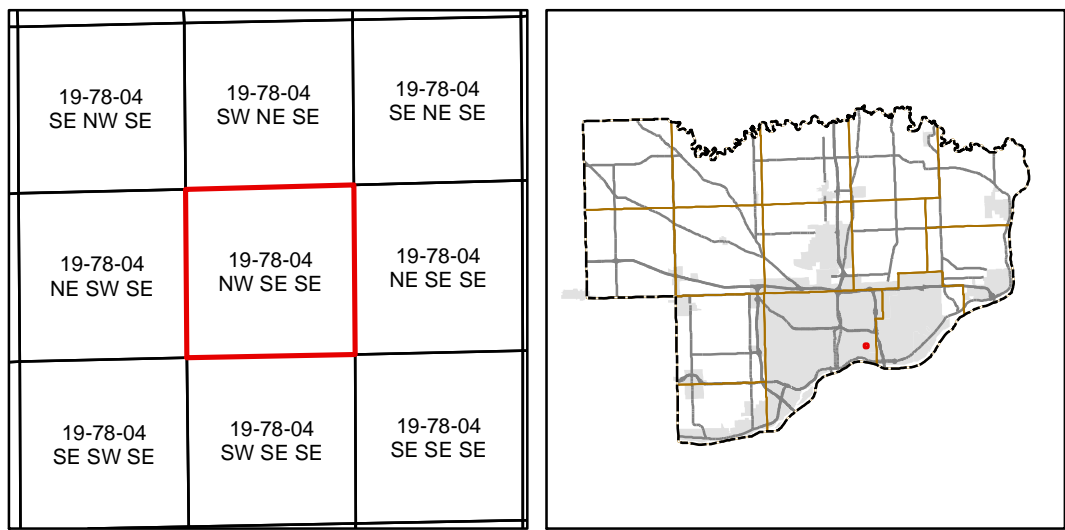 19-78-04
SE NW SE
19-78-04
SW NE SE
19-78-04
SE NE SE
19-78-04
NE SW SE
19-78-04
NW SE SE
19-78-04
NE SE SE
19-78-04
SE SW SE
19-78-04
SW SE SE
19-78-04
SE SE SE